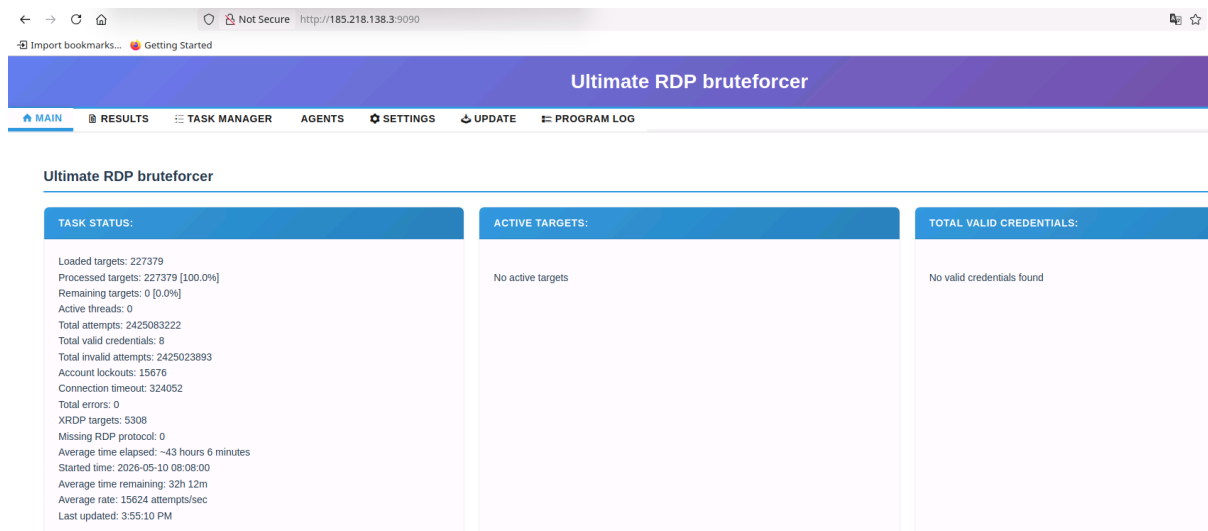 Not Secure http://185.218.138.3:9090
Import bookmarks... Getting Started
Ultimate RDP bruteforcer
MAIN RESULTS TASK MANAGER AGENTS SETTINGS UPDATE PROGRAM LOG
Ultimate RDP bruteforcer
TASK STATUS:
Loaded targets: 227379
Processed targets: 227379 [100.0%]
Remaining targets: 0 [0.0%]
Active threads: 0
Total attempts: 2425083222
Total valid credentials: 8
Total invalid attempts: 2425023893
Account lockouts: 15676
Connection timeout: 324052
Total errors: 0
XRDP targets: 5308
Missing RDP protocol: 0
Average time elapsed: ~43 hours 6 minutes
Started time: 2026-05-10 08:08:00
Average time remaining: 32h 12m
Average rate: 15624 attempts/sec
Last updated: 3:55:10 PM
ACTIVE TARGETS:
No active targets
TOTAL VALID CREDENTIALS:
No valid credentials found